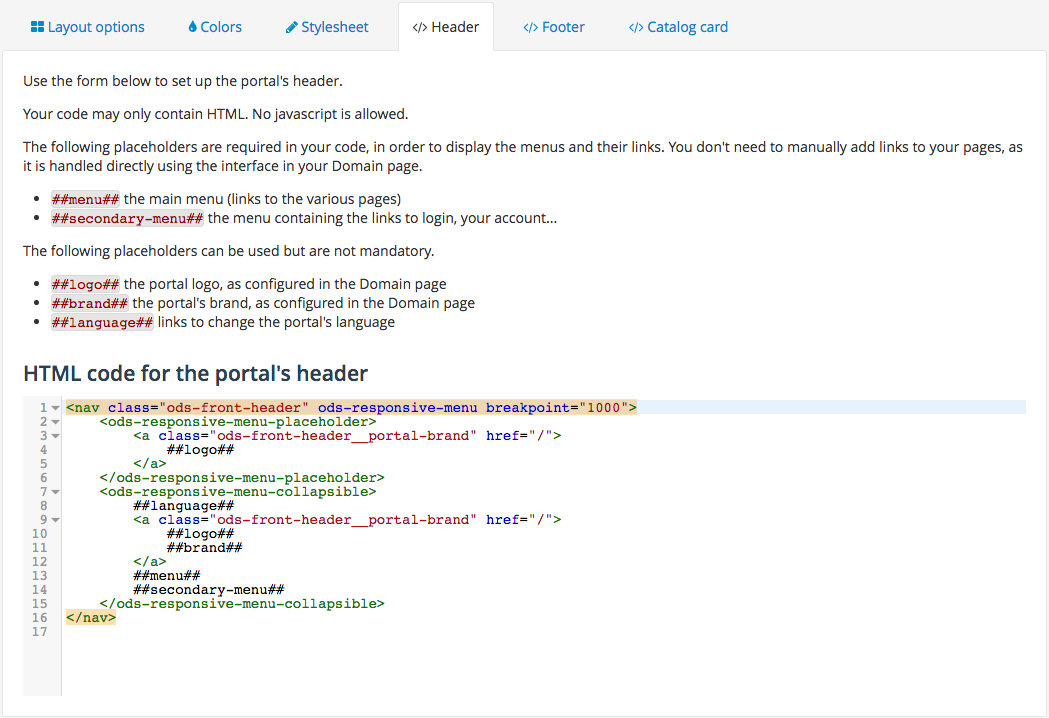 Layout options Colors Stylesheet </> Header </> Footer </> Catalog card
Use the form below to set up the portal's header.
Your code may only contain HTML. No javascript is allowed.
The following placeholders are required in your code, in order to display the menus and their links. You don't need to manually add links to your pages, as
it is handled directly using the interface in your Domain page.
• ##menu## the main menu (links to the various pages)
• ##secondary-menu## the menu containing the links to login, your account...
The following placeholders can be used but are not mandatory.
• ##logo## the portal logo, as configured in the Domain page
• ##brand## the portal's brand, as configured in the Domain page
• ##language## links to change the portal's language
HTML code for the portal's header
1 <nav class="ods-front-header" ods-responsive-menu breakpoint="1000">
2     <ods-responsive-menu-placeholder>
3         <a class="ods-front-header__portal-brand" href="/">
4             ##logo##
5         </a>
6     </ods-responsive-menu-placeholder>
7     <ods-responsive-menu-collapsible>
8         ##language##
9         <a class="ods-front-header__portal-brand" href="/">
10             ##logo##
11             ##brand##
12         </a>
13         ##menu##
14         ##secondary-menu##
15     </ods-responsive-menu-collapsible>
16 </nav>
17